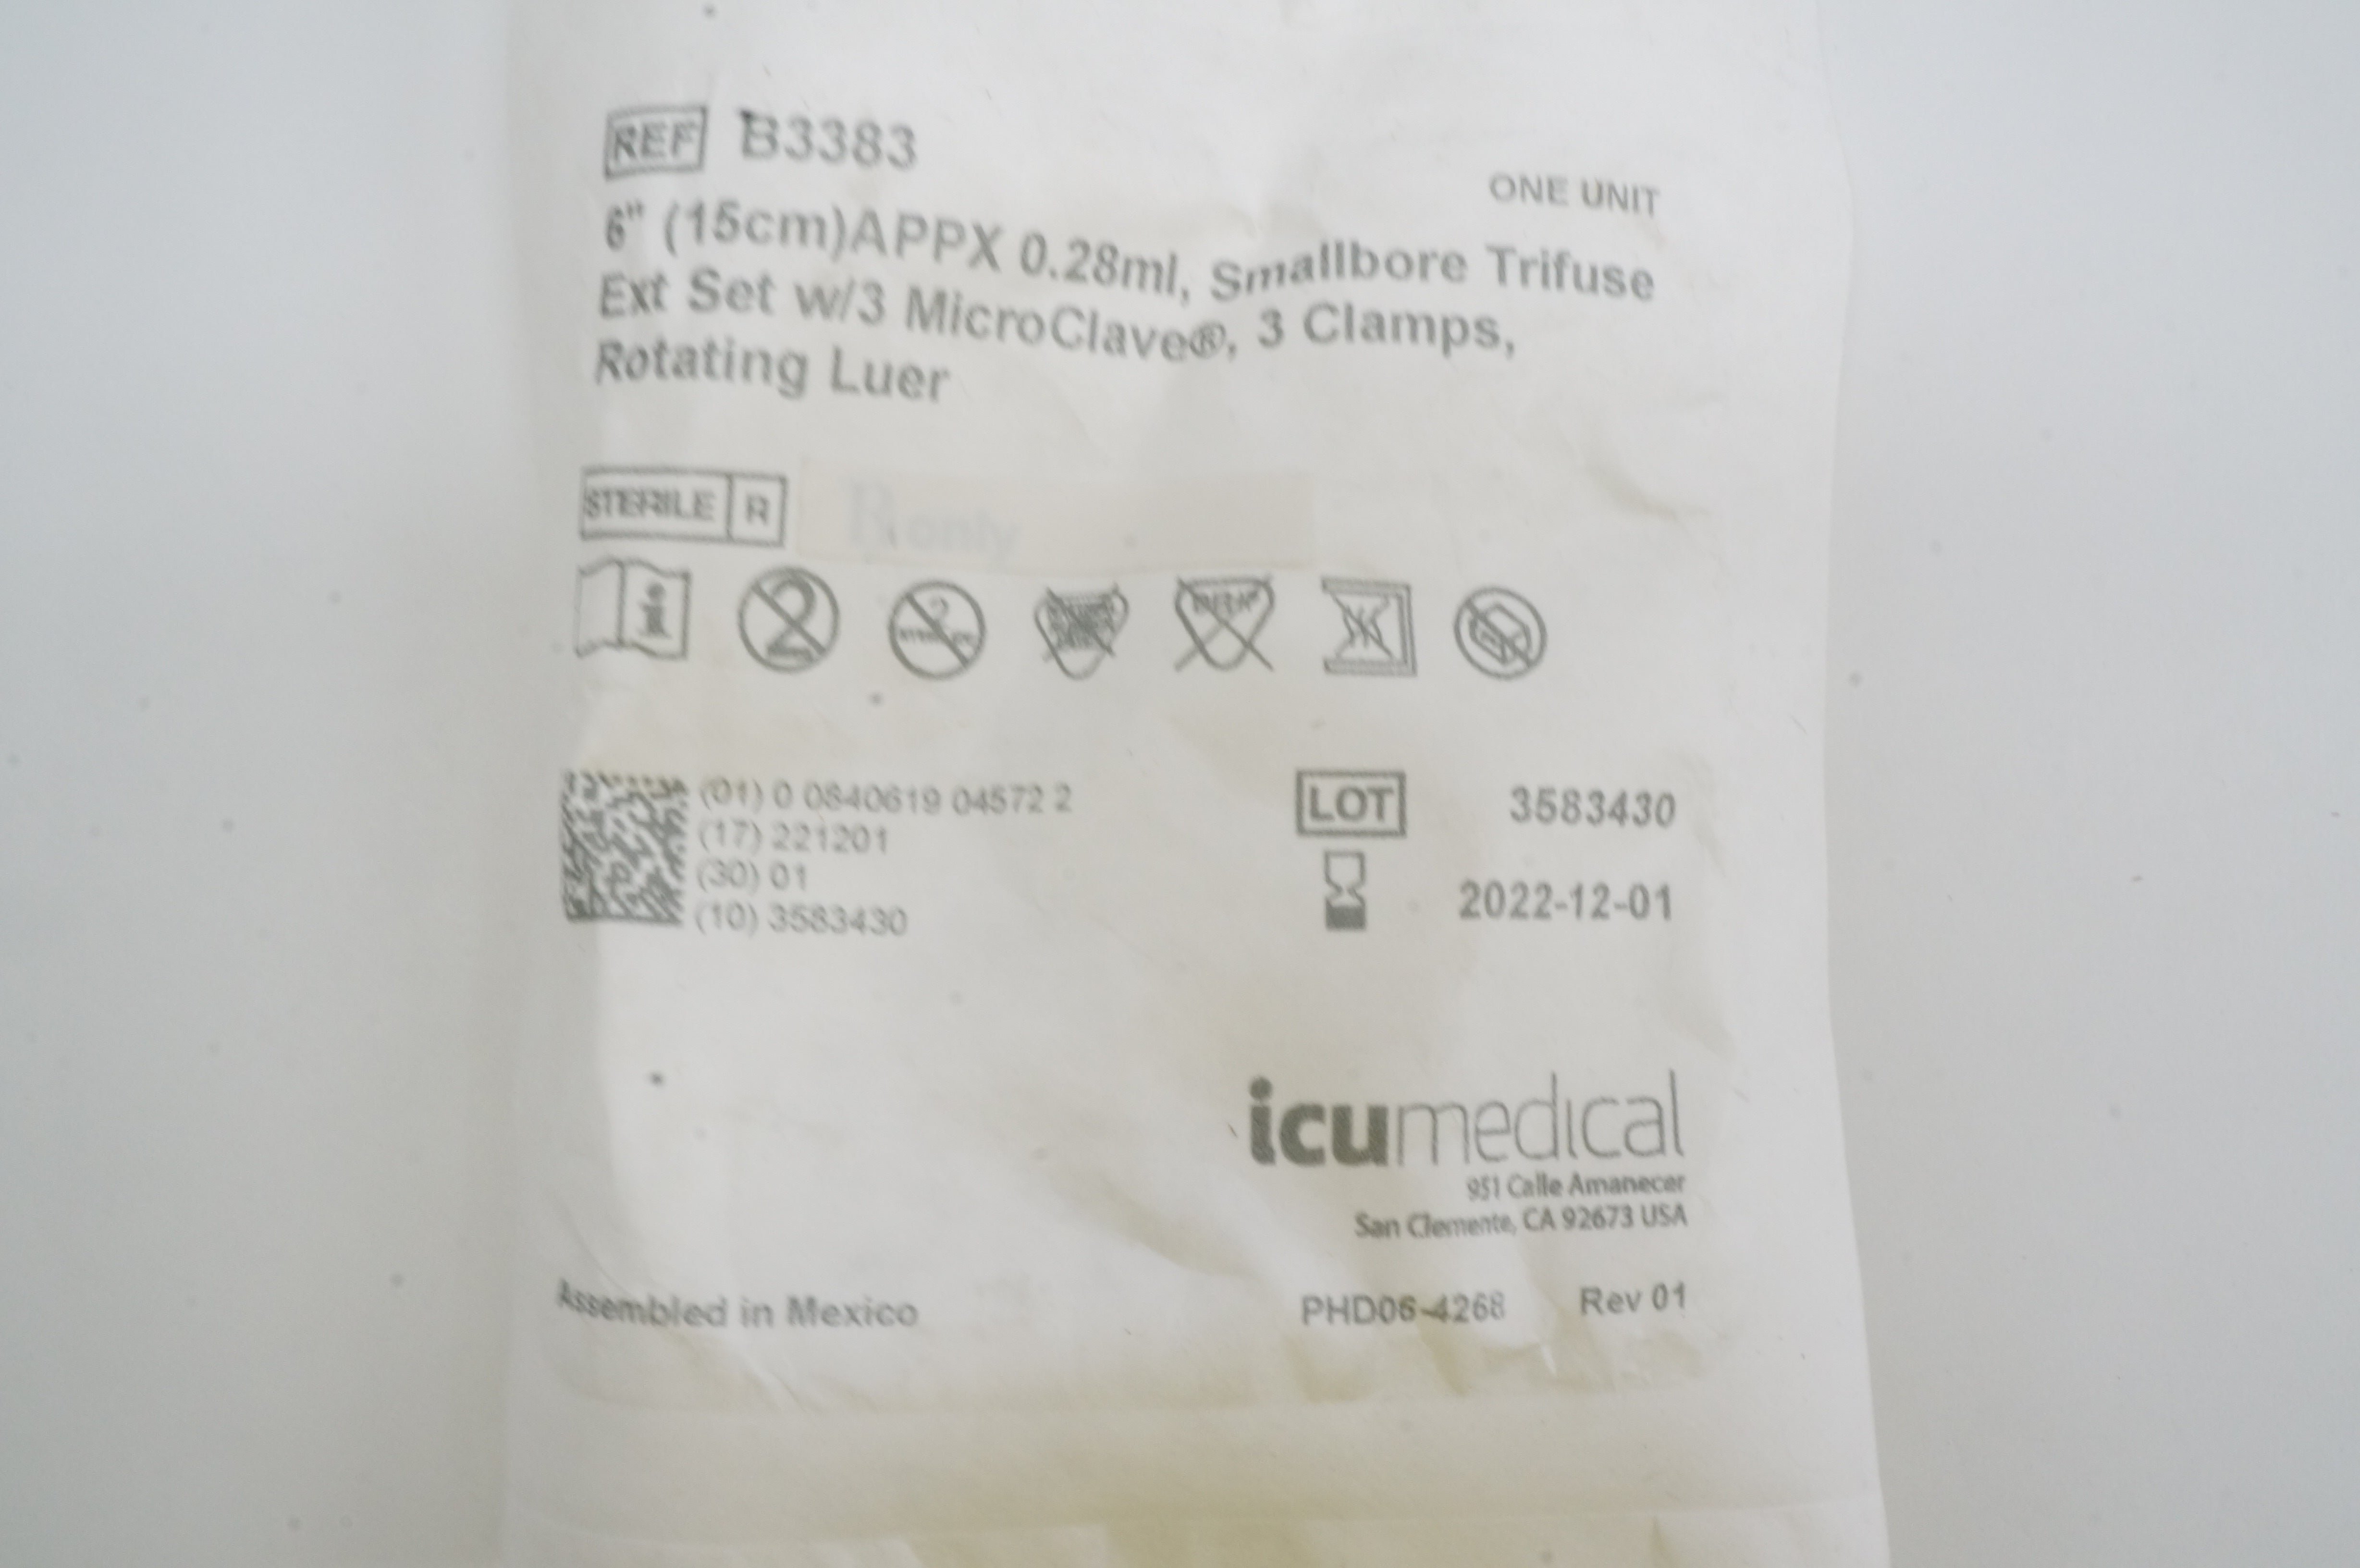 REF B3383
ONE UNIT
6" (15cm)APPX 0.28ml, Smallbore Trifuse
Ext Set w/3 MicroClave®, 3 Clamps,
Rotating Luer
STERILE R
Rx only
(01) 0 0840619 04572 2
(17) 221201
(30) 01
(10) 3583430
LOT 3583430
2022-12-01
icumedical
951 Calle Amanecer
San Clemente, CA 92673 USA
Assembled in Mexico
PHD06-4268 Rev 01